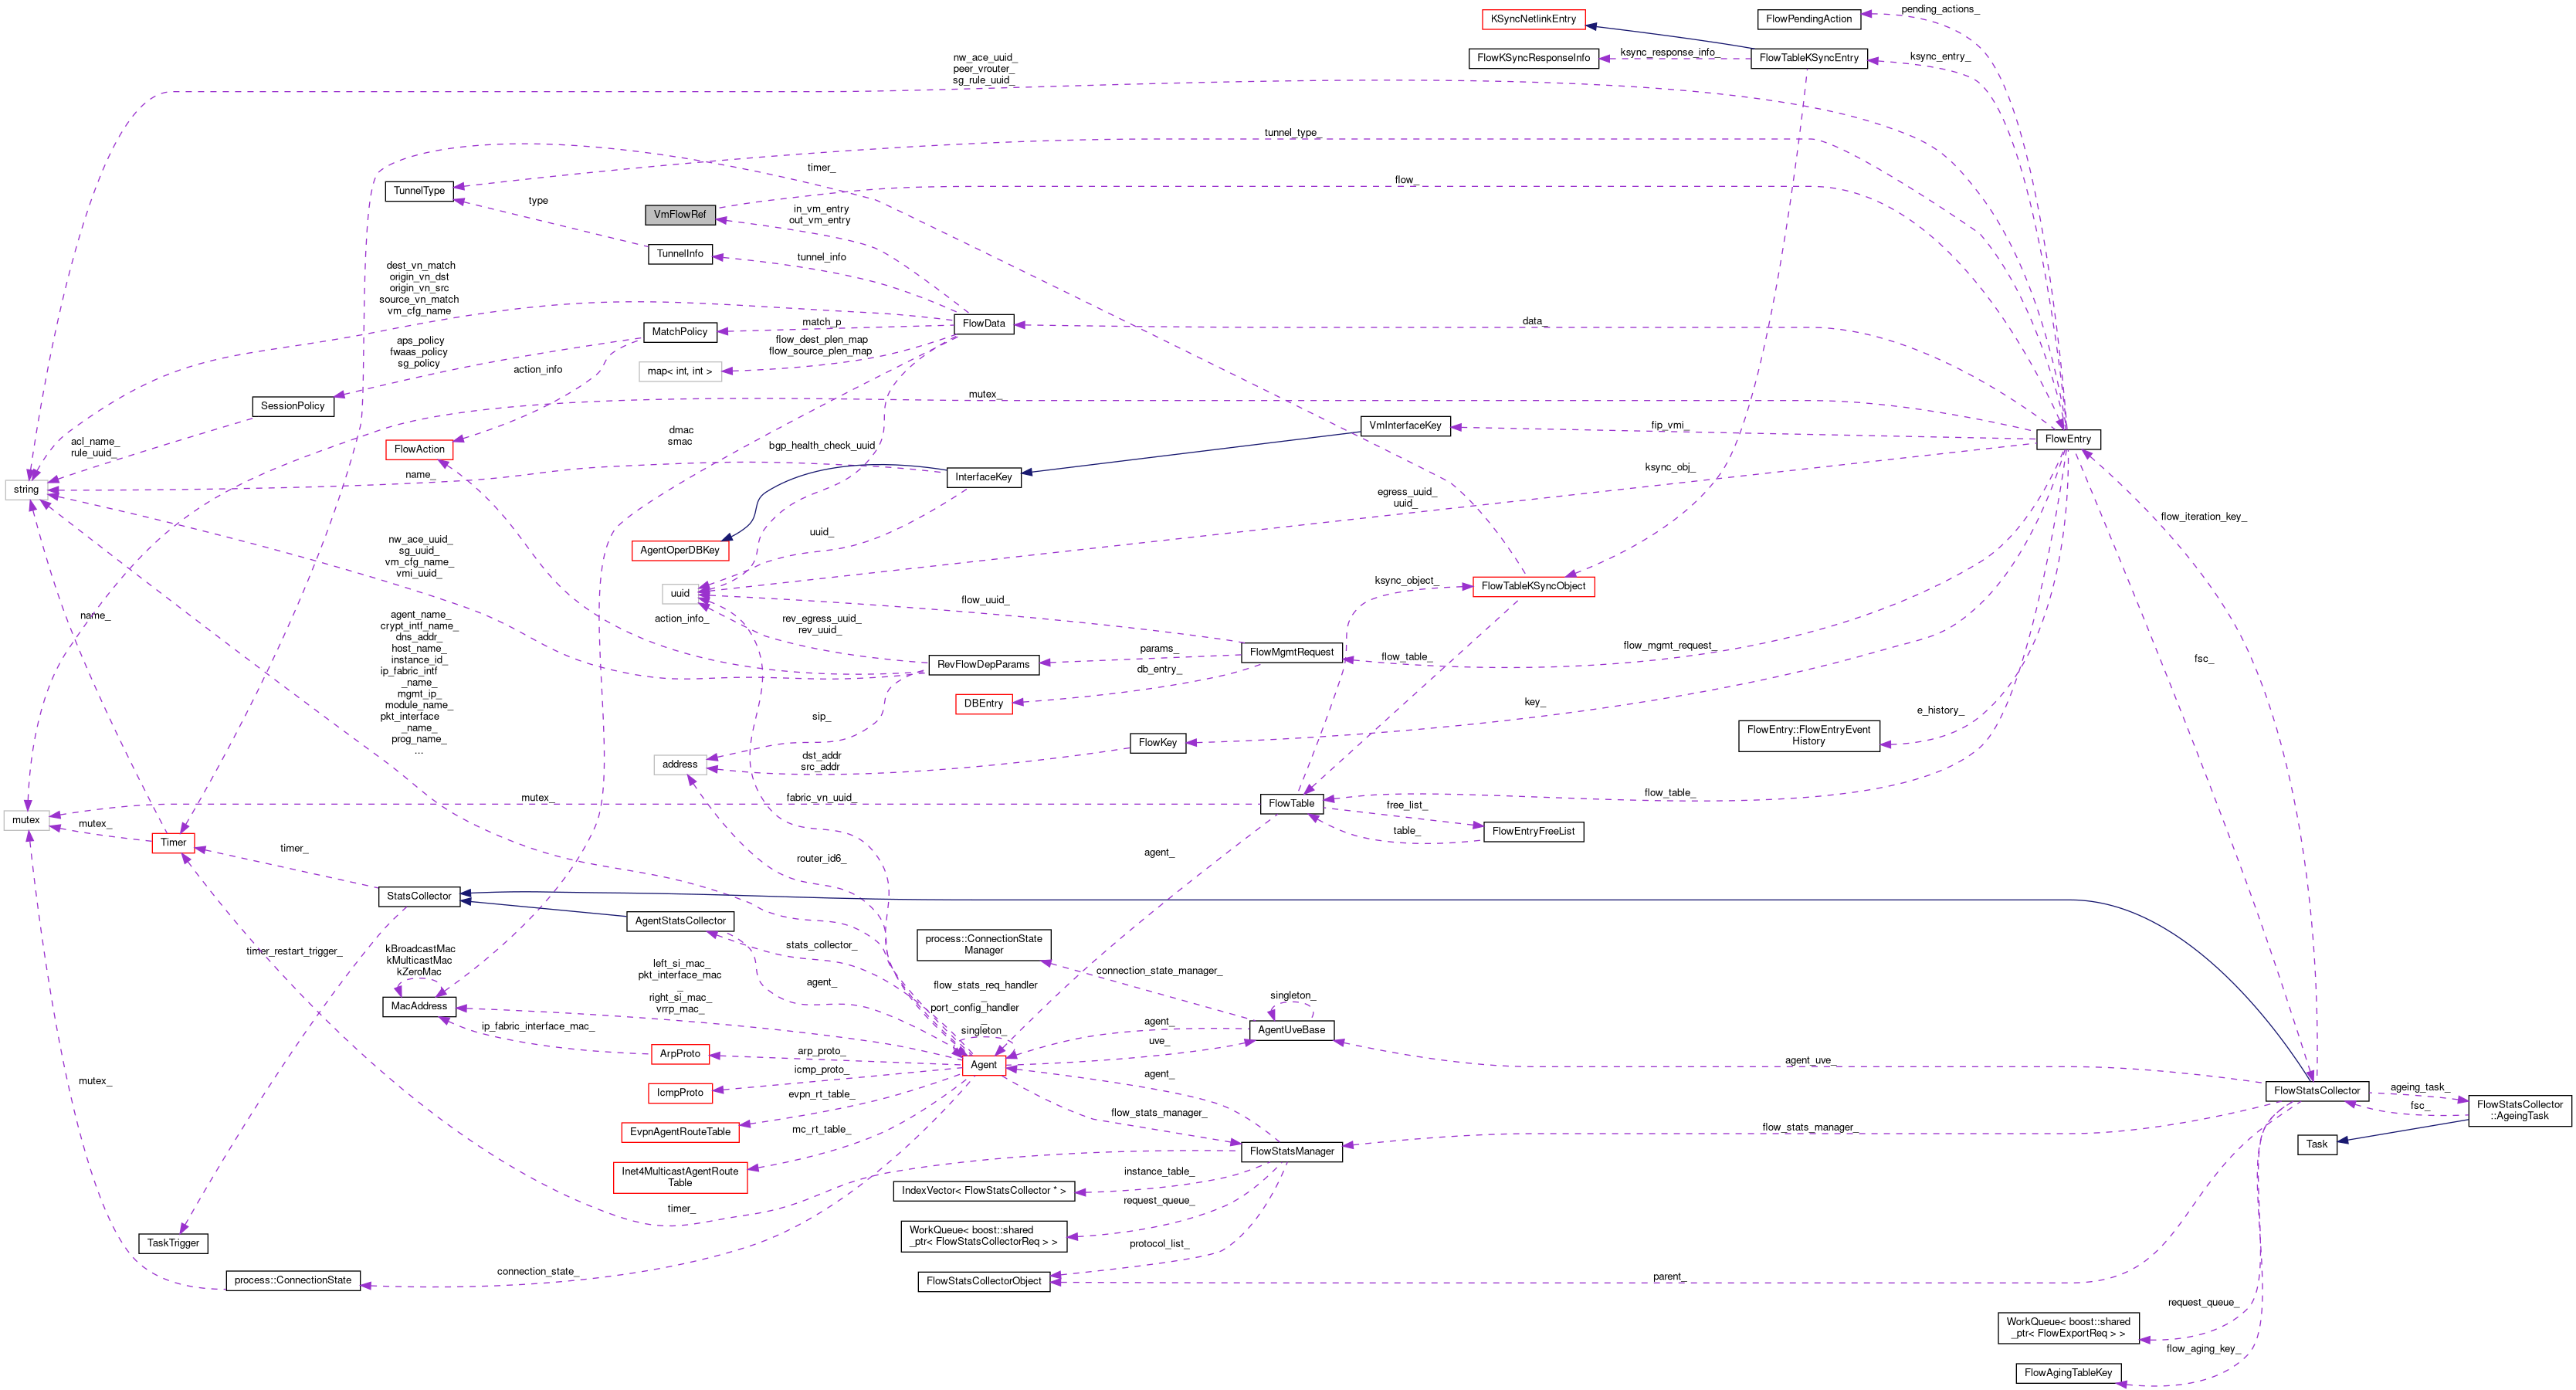 pending_actions_
KSyncNetlinkEntry
FlowPendingAction
ksync_response_info_
ksync_entry_
FlowKSyncResponseInfo
FlowTableKSyncEntry
nw_ace_uuid_
peer_vrouter_
sg_rule_uuid_
tunnel_type_
timer_
flow_
TunnelType
type
VmFlowRef
in_vm_entry
out_vm_entry
TunnelInfo
tunnel_info
dest_vn_match
origin_vn_dst
origin_vn_src
source_vn_match
vm_cfg_name
MatchPolicy
match_p
FlowData
data_
aps_policy
fwaas_policy
sg_policy
flow_dest_plen_map
flow_source_plen_map
map< int, int >
action_info
SessionPolicy
mutex_
acl_name_
rule_uuid_
FlowAction
dmac
smac
bgp_health_check_uuid
VmInterfaceKey
fip_vmi_
FlowEntry
name_
InterfaceKey
ksync_obj_
string
egress_uuid_
uuid_
flow_iteration_key_
uuid_
AgentOperDBKey
nw_ace_uuid_
sg_uuid_
vm_cfg_name_
vmi_uuid_
uuid
ksync_object_
FlowTableKSyncObject
flow_uuid_
name_
agent_name_
crypt_intf_name_
dns_addr_
host_name_
instance_id_
ip_fabric_intf
_name_
mgmt_ip_
module_name_
pkt_interface
_name_
prog_name_
...
action_info_
rev_egress_uuid_
rev_uuid_
RevFlowDepParams
params_
FlowMgmtRequest
flow_table_
flow_mgmt_request_
fsc_
db_entry_
DBEntry
sip_
key_
e_history_
FlowEntry::FlowEntryEvent
History
FlowKey
address
dst_addr
src_addr
mutex_
fabric_vn_uuid_
FlowTable
free_list_
flow_table_
mutex
mutex_
Timer
timer_
table_
FlowEntryFreeList
router_id6_
agent_
StatsCollector
AgentStatsCollector
process::ConnectionState
Manager
timer_restart_trigger_
kBroadcastMac
kMulticastMac
kZeroMac
stats_collector_
left_si_mac_
pkt_interface_mac
_
right_si_mac_
vrrp_mac_
agent_
connection_state_manager_
MacAddress
flow_stats_req_handler
_
port_config_handler
_
singleton_
singleton_
ip_fabric_interface_mac_
agent_
AgentUveBase
uve_
ArpProto
arp_proto_
Agent
agent_uve_
mutex_
icmp_proto_
agent_
IcmpProto
evpn_rt_table_
FlowStatsCollector
ageing_task_
fsc_
FlowStatsCollector
::AgeingTask
flow_stats_manager_
EvpnAgentRouteTable
mc_rt_table_
flow_stats_manager_
Task
FlowStatsManager
Inet4MulticastAgentRoute
Table
instance_table_
IndexVector< FlowStatsCollector * >
request_queue_
timer_
WorkQueue< boost::shared
_ptr< FlowStatsCollectorReq > >
TaskTrigger
protocol_list_
process::ConnectionState
connection_state_
FlowStatsCollectorObject
parent_
request_queue_
WorkQueue< boost::shared
_ptr< FlowExportReq > >
flow_aging_key_
FlowAgingTableKey